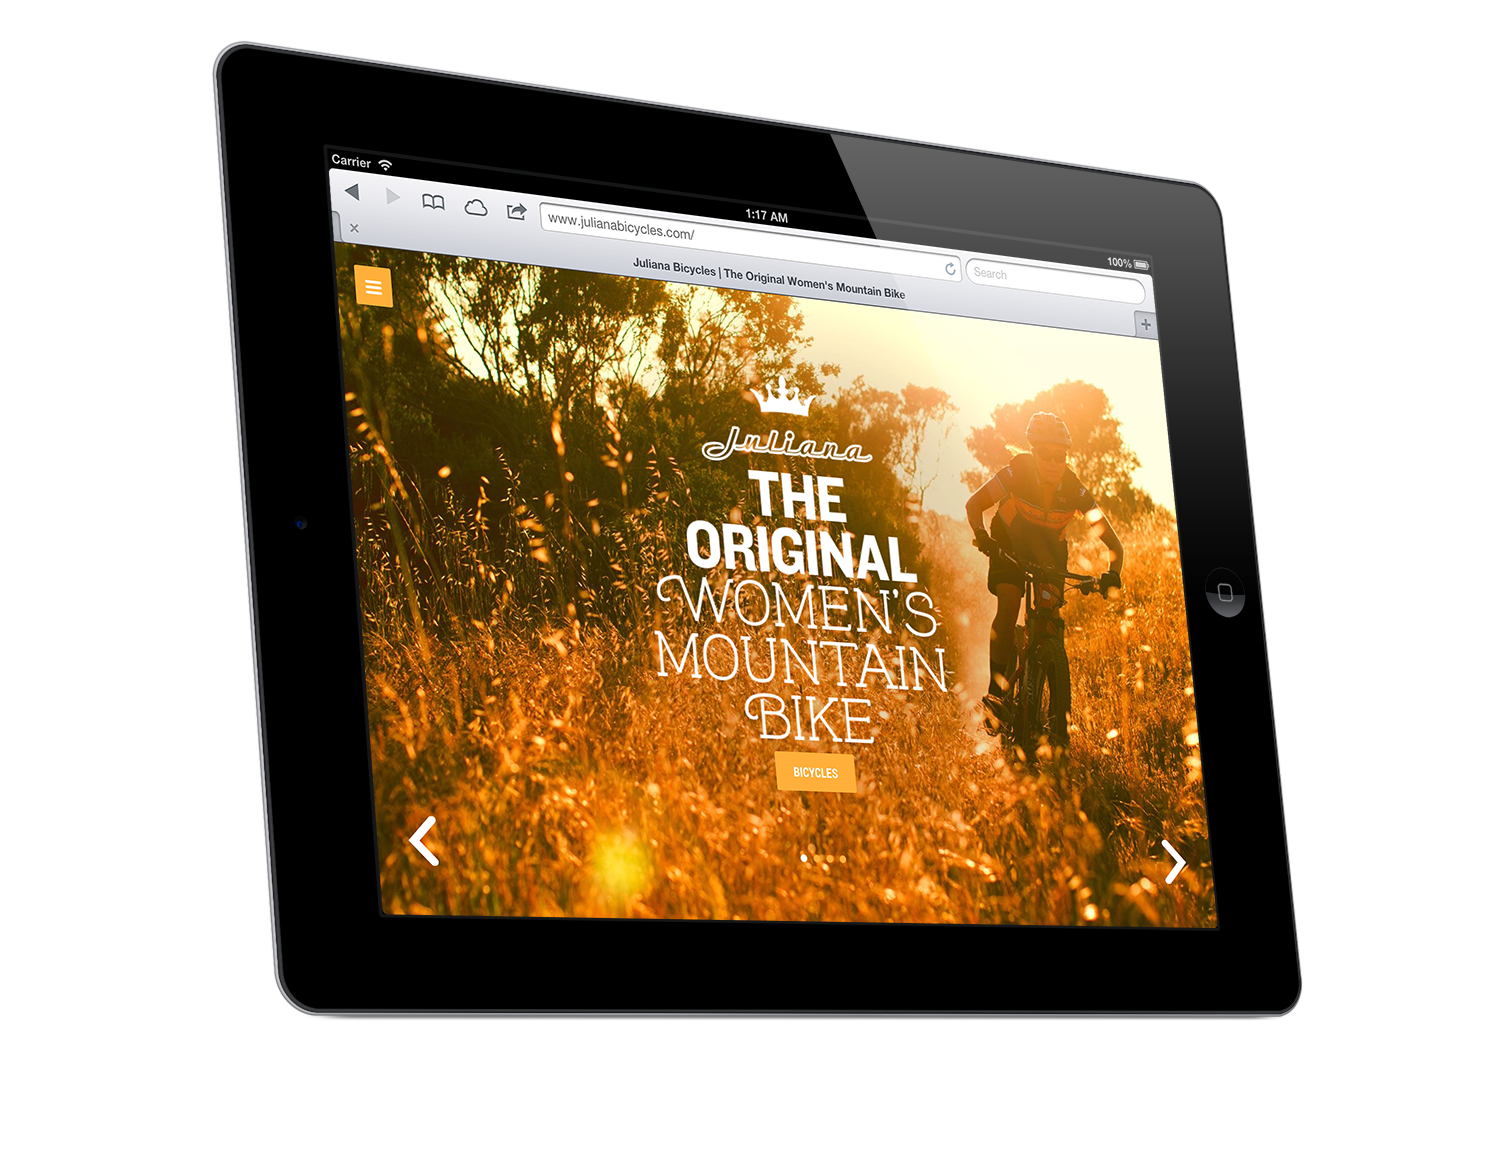 Carrier
1:17 AM
100%
www.julianabicycles.com/
Search
Juliana Bicycles | The Original Women's Mountain Bike
Juliana
THE
ORIGINAL
WOMEN'S
MOUNTAIN
BIKE
BICYCLES